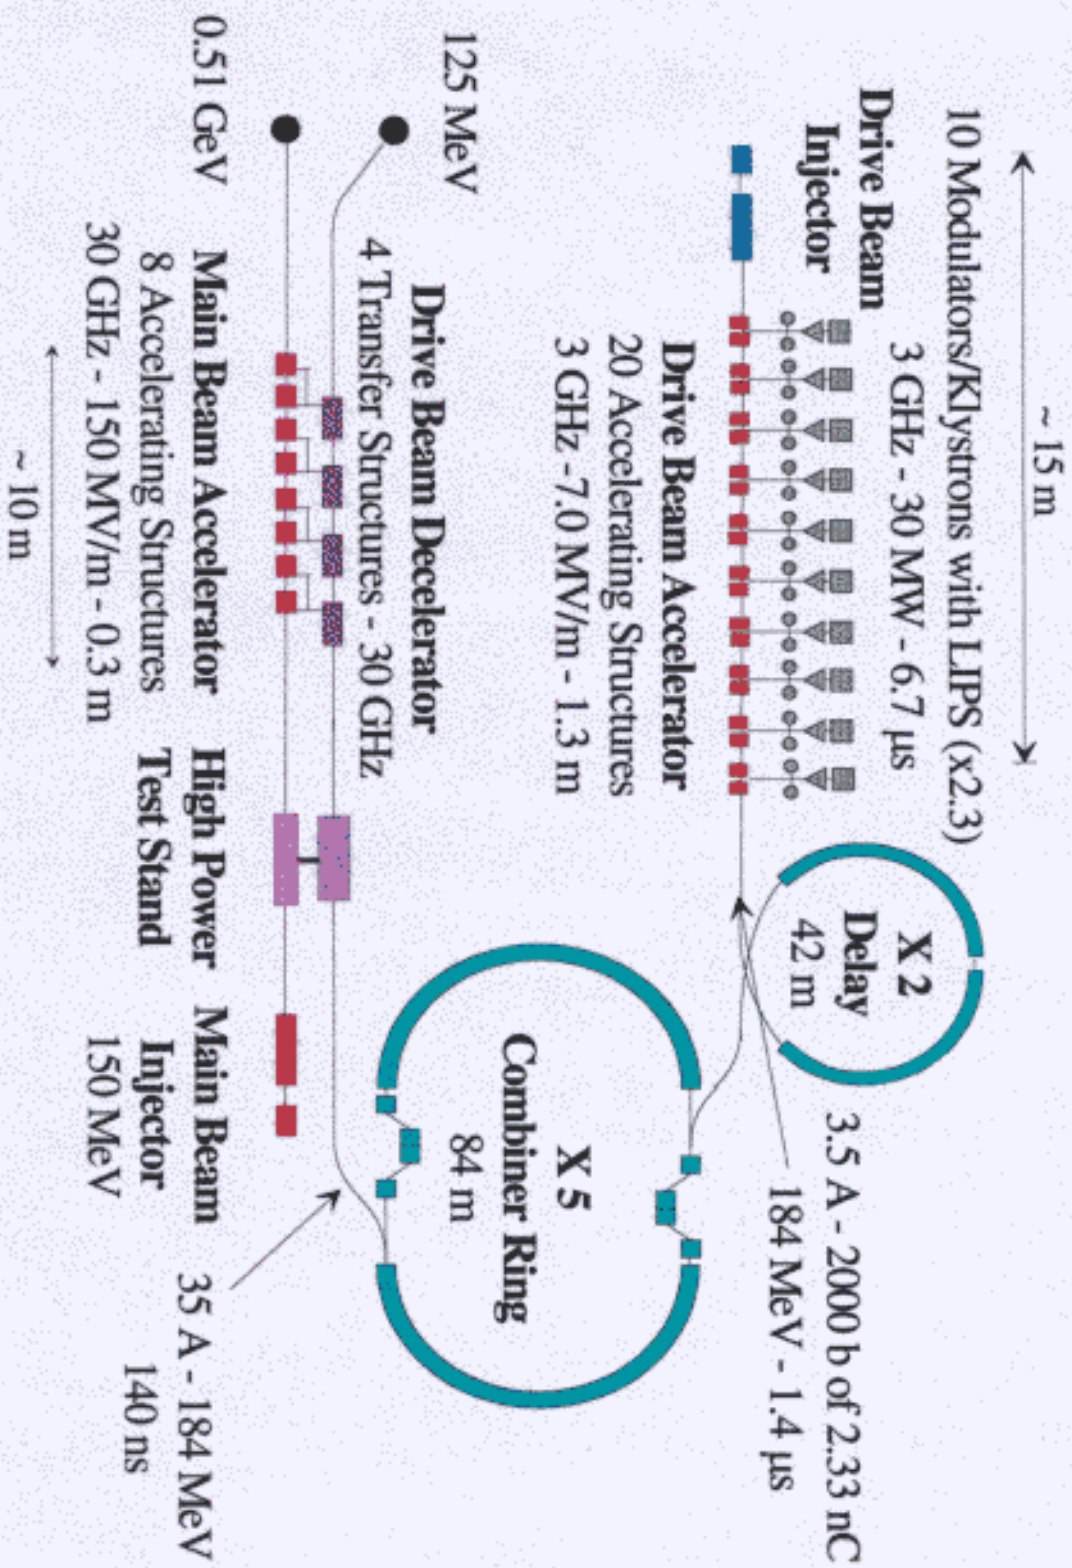 ~ 15 m
10 Modulators/Klystrons with LIPS (x2.3)
3 GHz - 30 MW - 6.7 µs
Drive Beam
Injector
X 2
Delay
42 m
3.5 A - 2000 b of 2.33 nC
184 MeV - 1.4 µs
Drive Beam Accelerator
20 Accelerating Structures
3 GHz -7.0 MV/m - 1.3 m
X 5
Combiner Ring
84 m
Drive Beam Decelerator
4 Transfer Structures - 30 GHz
125 MeV
0.51 GeV
Main Beam Accelerator
8 Accelerating Structures
30 GHz - 150 MV/m - 0.3 m
High Power
Test Stand
Main Beam
Injector
150 MeV
35 A - 184 MeV
140 ns
~ 10 m